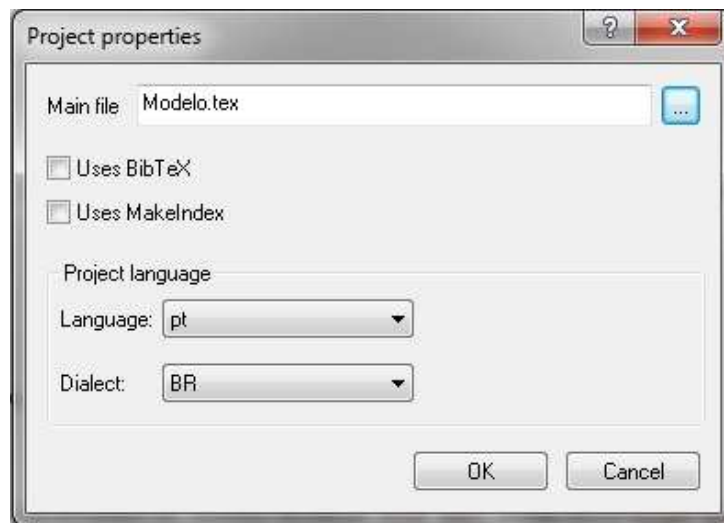 Project properties
Main file Modelo.tex ...
Uses BibTeX
Uses MakeIndex
Project language
Language: pt
Dialect: BR
OK Cancel